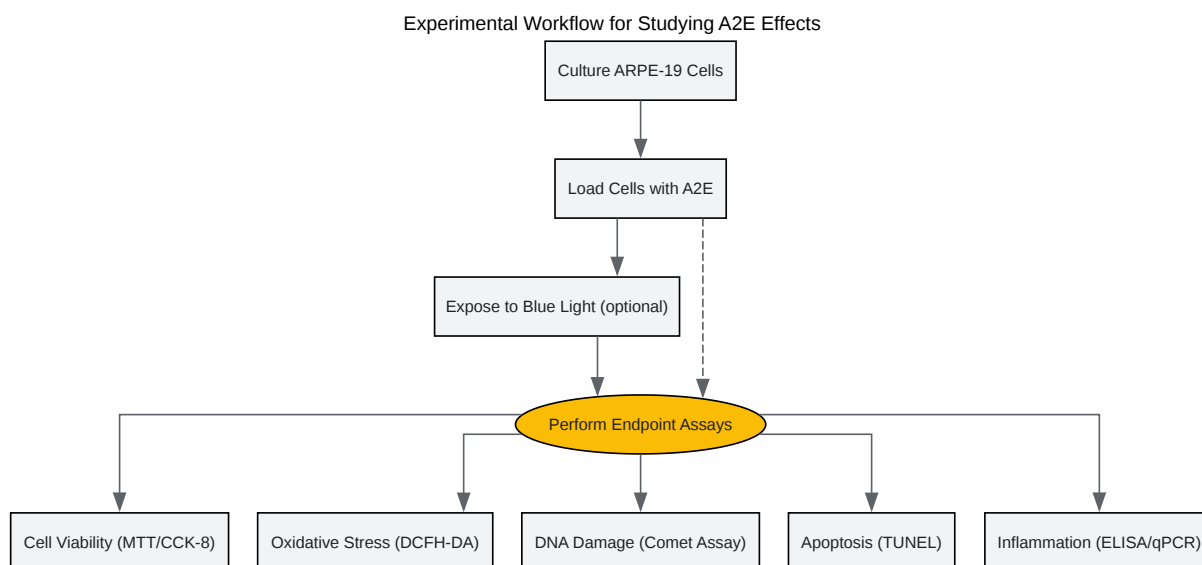 Experimental Workflow for Studying A2E Effects
Culture ARPE-19 Cells
Load Cells with A2E
Expose to Blue Light (optional)
Perform Endpoint Assays
Cell Viability (MTT/CCK-8)
Oxidative Stress (DCFH-DA)
DNA Damage (Comet Assay)
Apoptosis (TUNEL)
Inflammation (ELISA/qPCR)